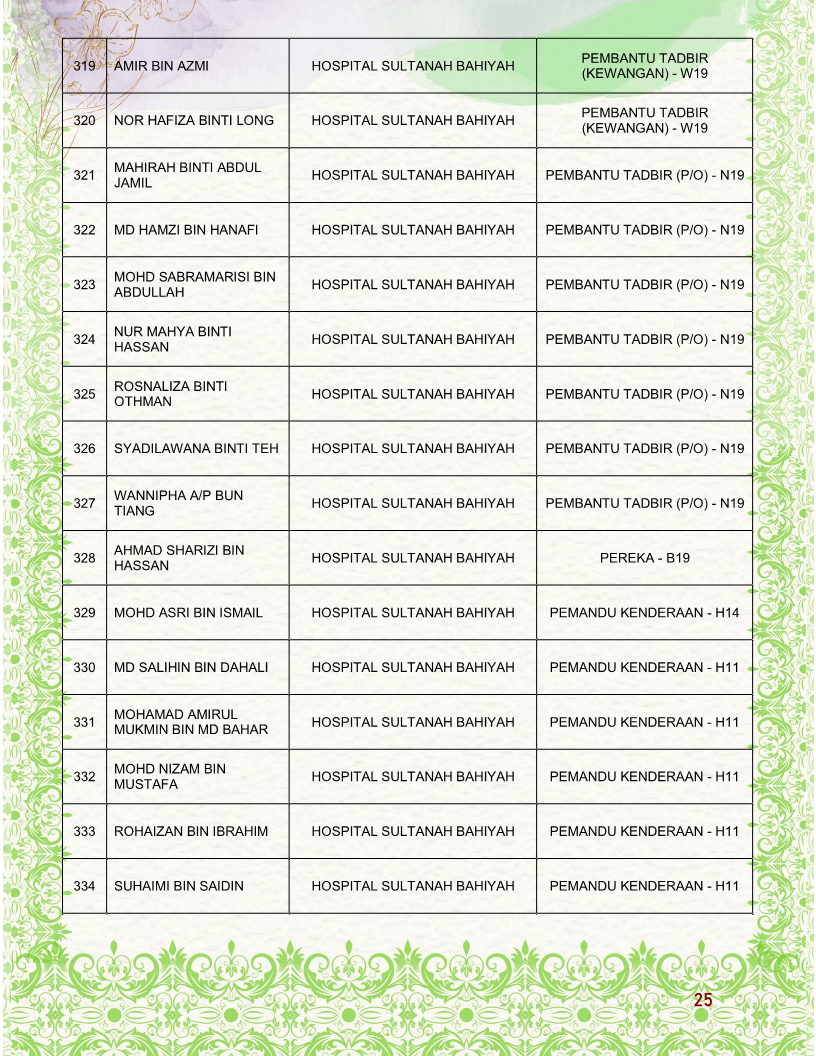 319 AMIR BIN AZMI HOSPITAL SULTANAH BAHIYAH PEMBANTU TADBIR
(KEWANGAN) - W19
320 NOR HAFIZA BINTI LONG HOSPITAL SULTANAH BAHIYAH PEMBANTU TADBIR
(KEWANGAN) - W19
321 MAHIRAH BINTI ABDUL
JAMIL HOSPITAL SULTANAH BAHIYAH PEMBANTU TADBIR (P/O) - N19
322 MD HAMZI BIN HANAFI HOSPITAL SULTANAH BAHIYAH PEMBANTU TADBIR (P/O) - N19
323 MOHD SABRAMARISI BIN
ABDULLAH HOSPITAL SULTANAH BAHIYAH PEMBANTU TADBIR (P/O) - N19
324 NUR MAHYA BINTI
HASSAN HOSPITAL SULTANAH BAHIYAH PEMBANTU TADBIR (P/O) - N19
325 ROSNALIZA BINTI
OTHMAN HOSPITAL SULTANAH BAHIYAH PEMBANTU TADBIR (P/O) - N19
326 SYADILAWANA BINTI TEH HOSPITAL SULTANAH BAHIYAH PEMBANTU TADBIR (P/O) - N19
327 WANNIPHA A/P BUN
TIANG HOSPITAL SULTANAH BAHIYAH PEMBANTU TADBIR (P/O) - N19
328 AHMAD SHARIZI BIN
HASSAN HOSPITAL SULTANAH BAHIYAH PEREKA - B19
329 MOHD ASRI BIN ISMAIL HOSPITAL SULTANAH BAHIYAH PEMANDU KENDERAAN - H14
330 MD SALIHIN BIN DAHALI HOSPITAL SULTANAH BAHIYAH PEMANDU KENDERAAN - H11
331 MOHAMAD AMIRUL
MUKMIN BIN MD BAHAR HOSPITAL SULTANAH BAHIYAH PEMANDU KENDERAAN - H11
332 MOHD NIZAM BIN
MUSTAFA HOSPITAL SULTANAH BAHIYAH PEMANDU KENDERAAN - H11
333 ROHAIZAN BIN IBRAHIM HOSPITAL SULTANAH BAHIYAH PEMANDU KENDERAAN - H11
334 SUHAIMI BIN SAIDIN HOSPITAL SULTANAH BAHIYAH PEMANDU KENDERAAN - H11
25